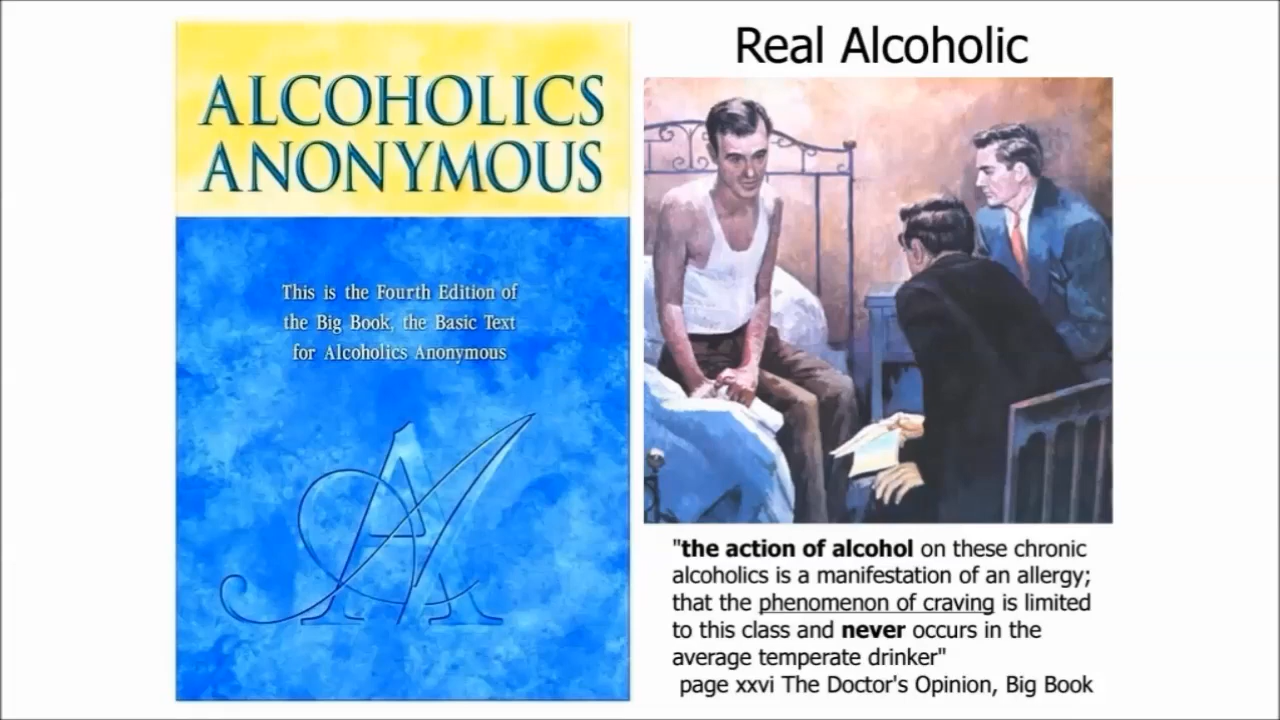 ALCOHOLICS
ANONYMOUS
This is the Fourth Edition of
the Big Book, the Basic Text
for Alcoholics Anonymous
AA
Real Alcoholic
"the action of alcohol on these chronic
alcoholics is a manifestation of an allergy;
that the phenomenon of craving is limited
to this class and never occurs in the
average temperate drinker"
page xxvi The Doctor's Opinion, Big Book